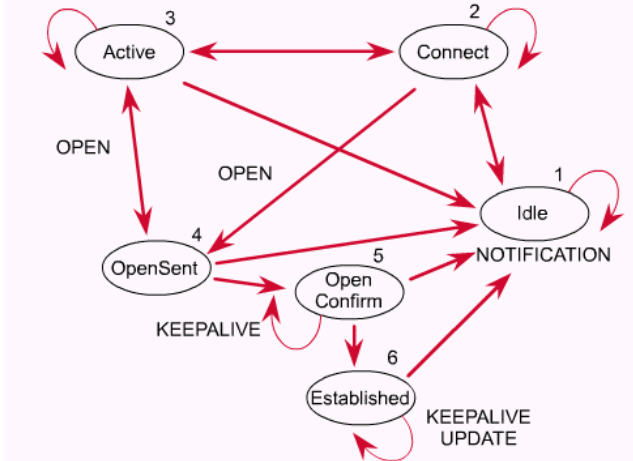 3
Active
2
Connect
OPEN
OPEN
1
Idle
NOTIFICATION
4
OpenSent
5
Open
Confirm
KEEPALIVE
6
Established
KEEPALIVE
UPDATE